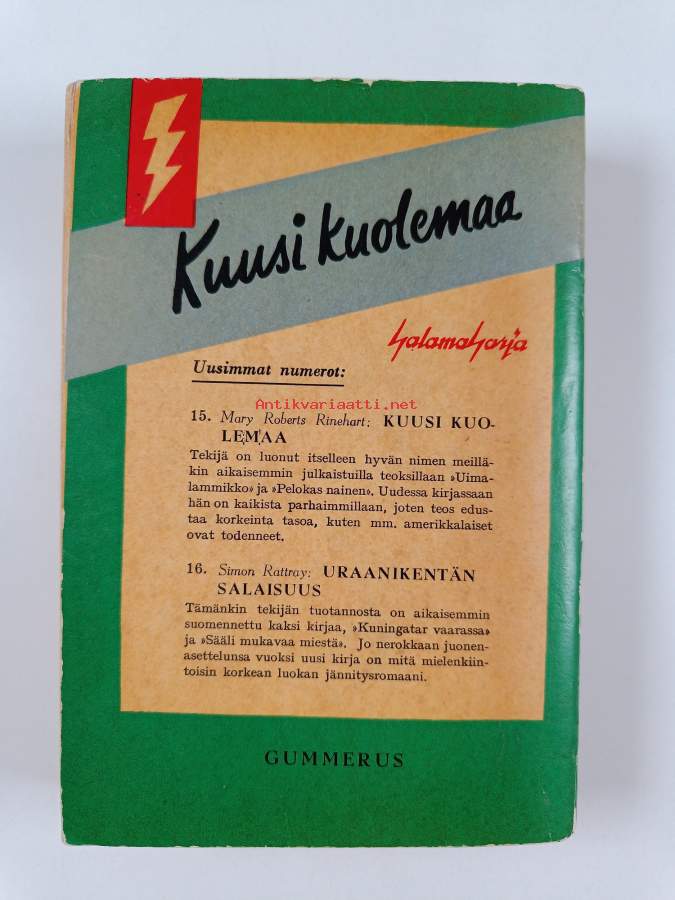 Kuusi kuolemaa
Salamasarja
Uusimmat numerot:
Antikvariaatti.net
15. Mary Roberts Rinehart: KUUSI KUO-
LEMAA
Tekijä on luonut itselleen hyvän nimen meillä-
kin aikaisemmin julkaistuilla teoksillaan »Uima-
lammikko» ja »Pelokas nainen». Uudessa kirjassaan
hän on kaikista parhaimmillaan, joten teos edus-
taa korkeinta tasoa, kuten mm. amerikkalaiset
ovat todenneet.
16. Simon Rattray: URAANIKENTÄN
SALAISUUS
Tämänkin tekijän tuotannosta on aikaisemmin
suomennettu kaksi kirjaa, »Kuningatar vaarassa»
ja »Sääli mukavaa miestä». Jo nerokkaan juonen-
asettelunsa vuoksi uusi kirja on mitä mielenkiin-
toisin korkean luokan jännitysromaani.
GUMMERUS